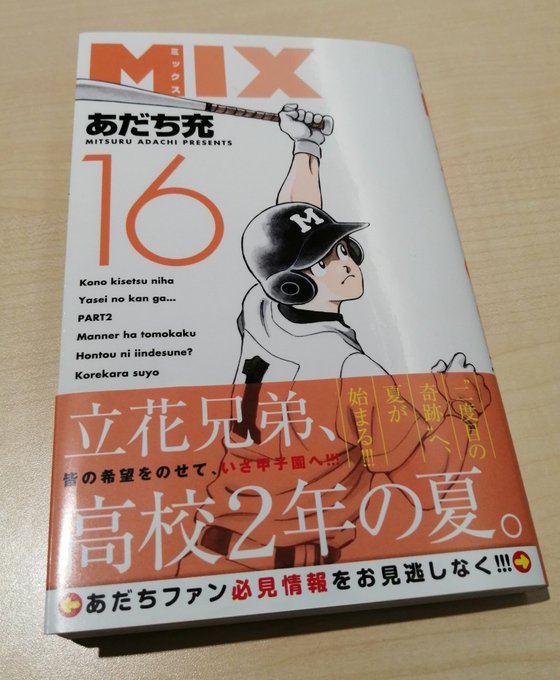 MIX
ミックス
あだち充
MITSURU ADACHI PRESENTS
16
M
Kono kisetsu niha
Yasei no kan ga...
PART2
Manner ha tomokaku
Hontou ni iindesune?
Korekara suyo
1
“二度目の
奇跡”へ、
夏が
始まる!!!
立花兄弟、
皆の希望をのせて、いざ甲子園へ!!!
高校2年の夏。
あだちファン必見情報をお見逃しなく!!!